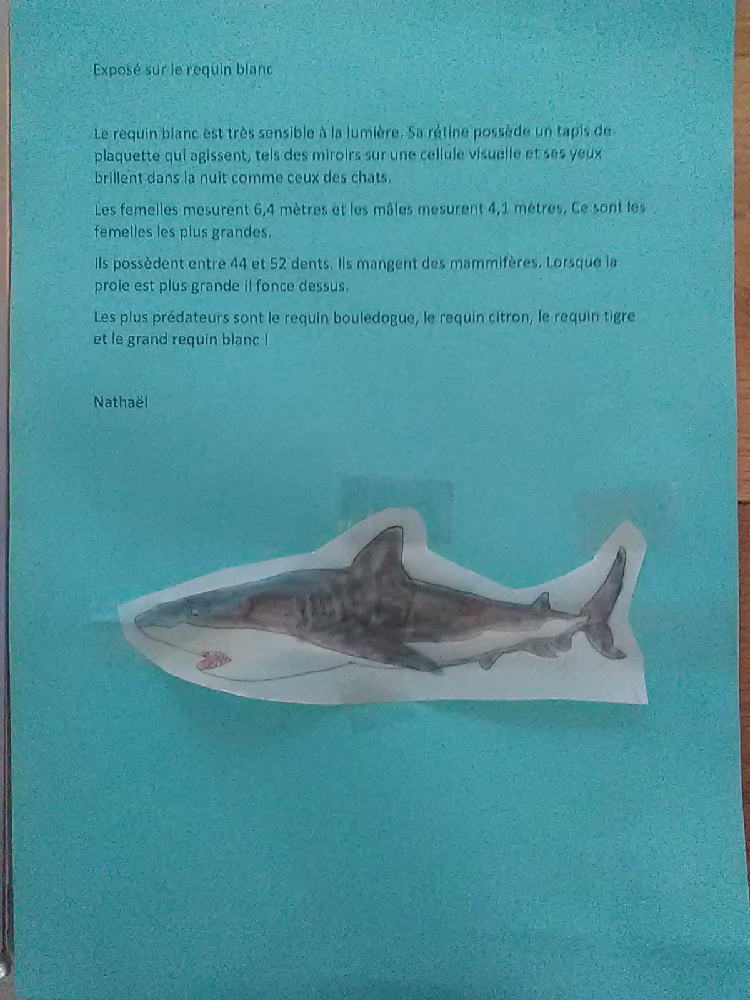 Exposé sur le requin blanc
Le requin blanc est très sensible à la lumière. Sa rétine possède un tapis de
plaquette qui agissent, tels des miroirs sur une cellule visuelle et ses yeux
brillent dans la nuit comme ceux des chats.
Les femelles mesurent 6,4 mètres et les mâles mesurent 4,1 mètres. Ce sont les
femelles les plus grandes.
Ils possèdent entre 44 et 52 dents. Ils mangent des mammifères. Lorsque la
proie est plus grande il fonce dessus.
Les plus prédateurs sont le requin bouledogue, le requin citron, le requin tigre
et le grand requin blanc !
Nathaël